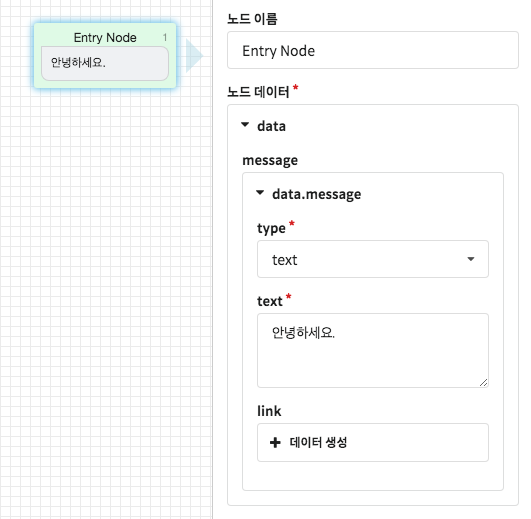 Entry Node 1
안녕하세요.
노드 이름
Entry Node
노드 데이터 *
data
message
data.message
type *
text
text *
안녕하세요.
link
데이터 생성